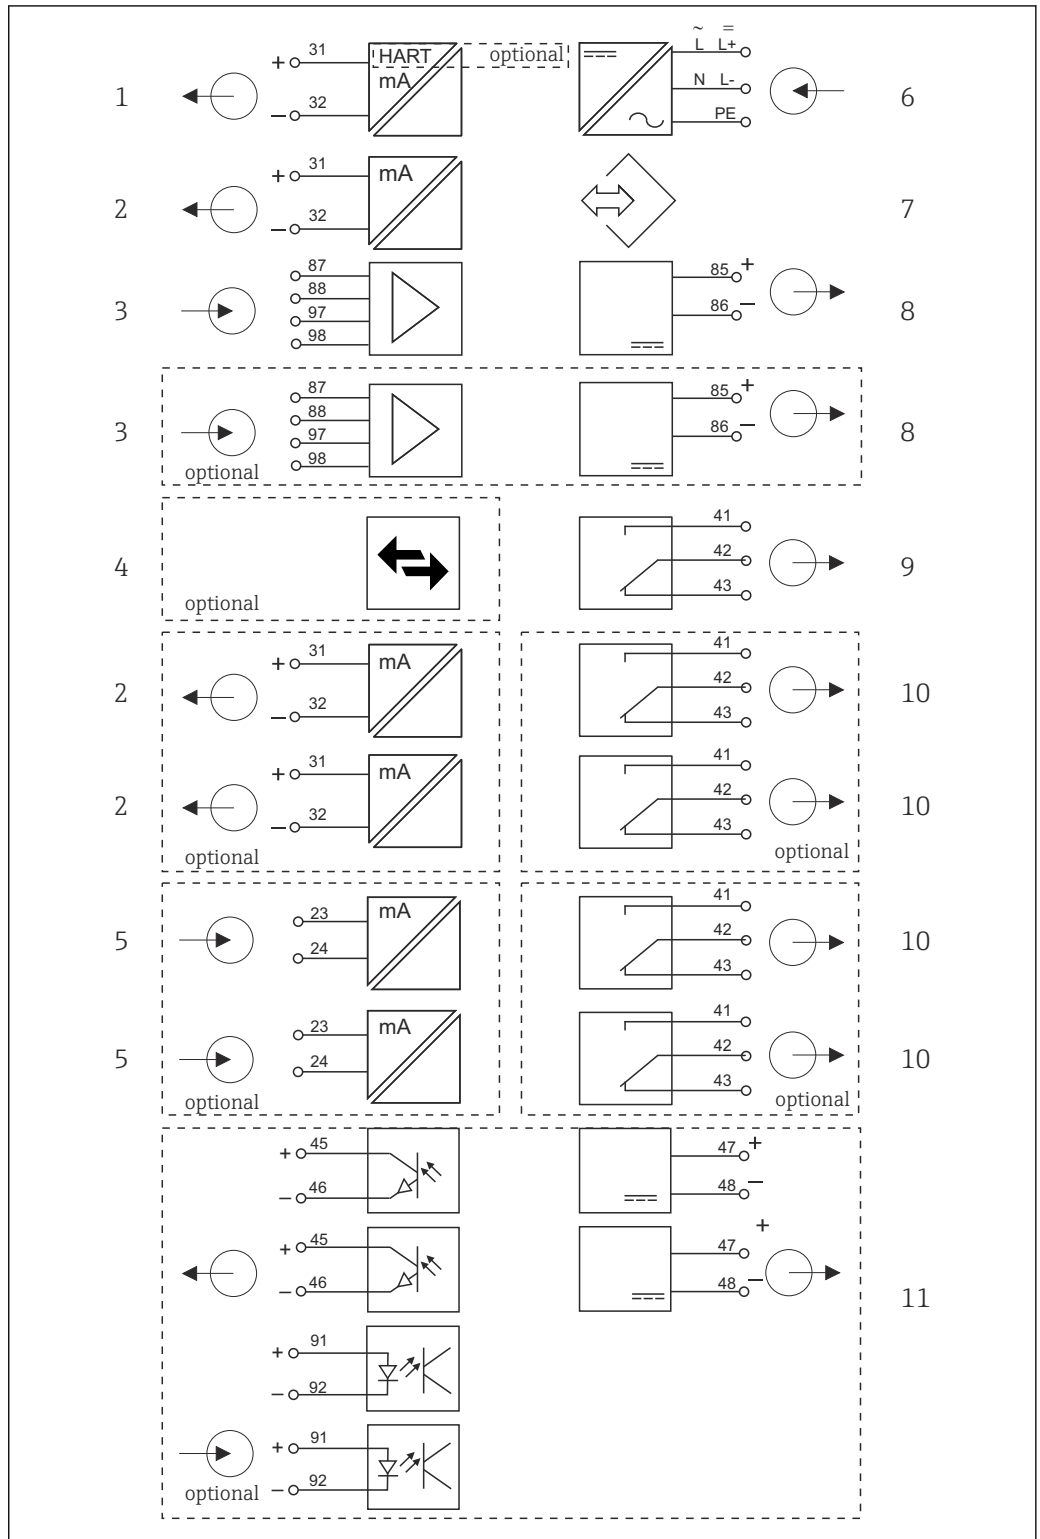 ~ =
31 HART optional L L+
+
1 mA N L- 6
32
− PE
31
+ mA
2 7
32
−
87
88 85 +
3 97 86 − 8
98
87
88 85 +
3 97 86 − 8
98
optional
41
4 42 9
optional 43
31 41
+ mA
2 42 10
32 43
−
31 41
+ mA
2 42 10
32 43
−
optional optional
23 mA 41
5 24 42 10
43
23 mA 41
5 24 42 10
43
optional optional
+ 45 47 +
− 46 48 −
+ 45 47 +
− 46 48 −
11
+ 91
− 92
+ 91
optional − 92